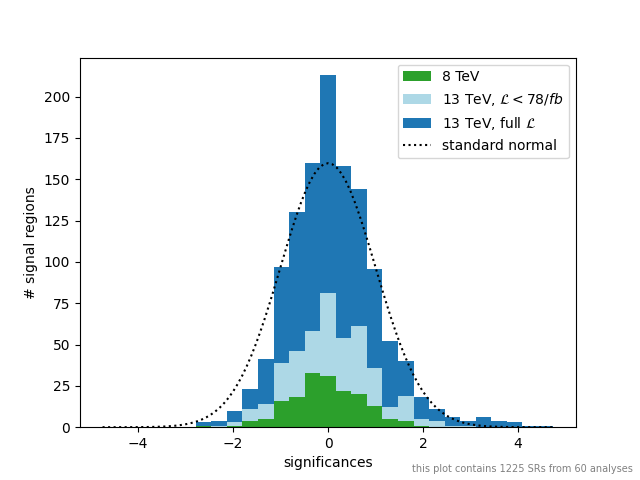 8 TeV
13 TeV, ℒ < 78/fb
13 TeV, full ℒ
standard normal
# signal regions
200
175
150
125
100
75
50
25
0
−4
−2
0
2
4
significances
this plot contains 1225 SRs from 60 analyses